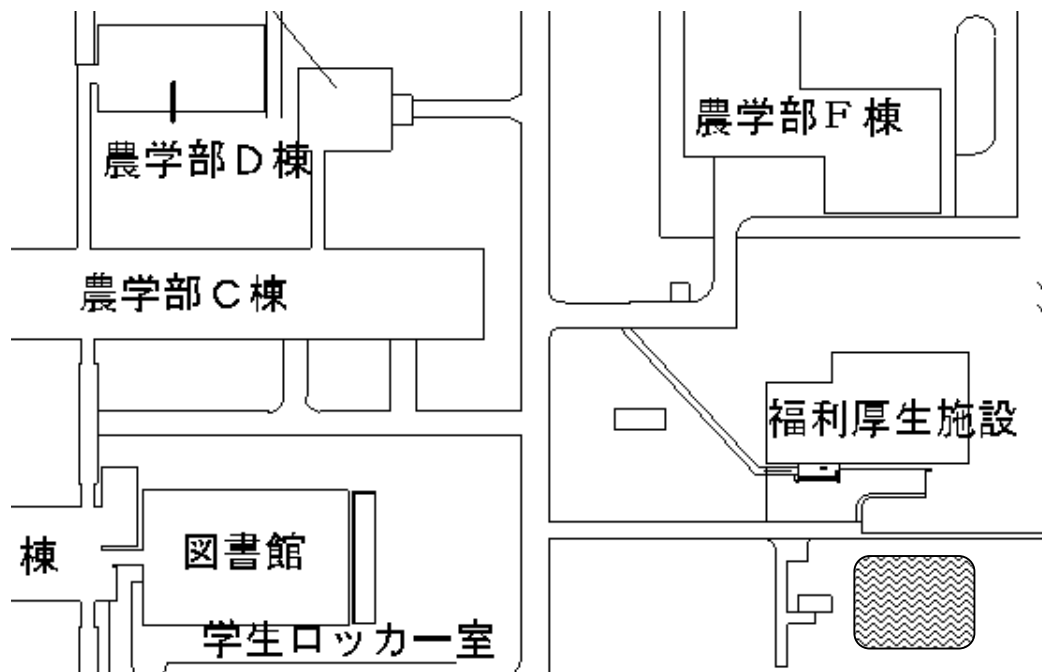 農学部Ｆ棟
農学部Ｄ棟
農学部Ｃ棟
福利厚生施設
棟
図書館
学生ロッカー室